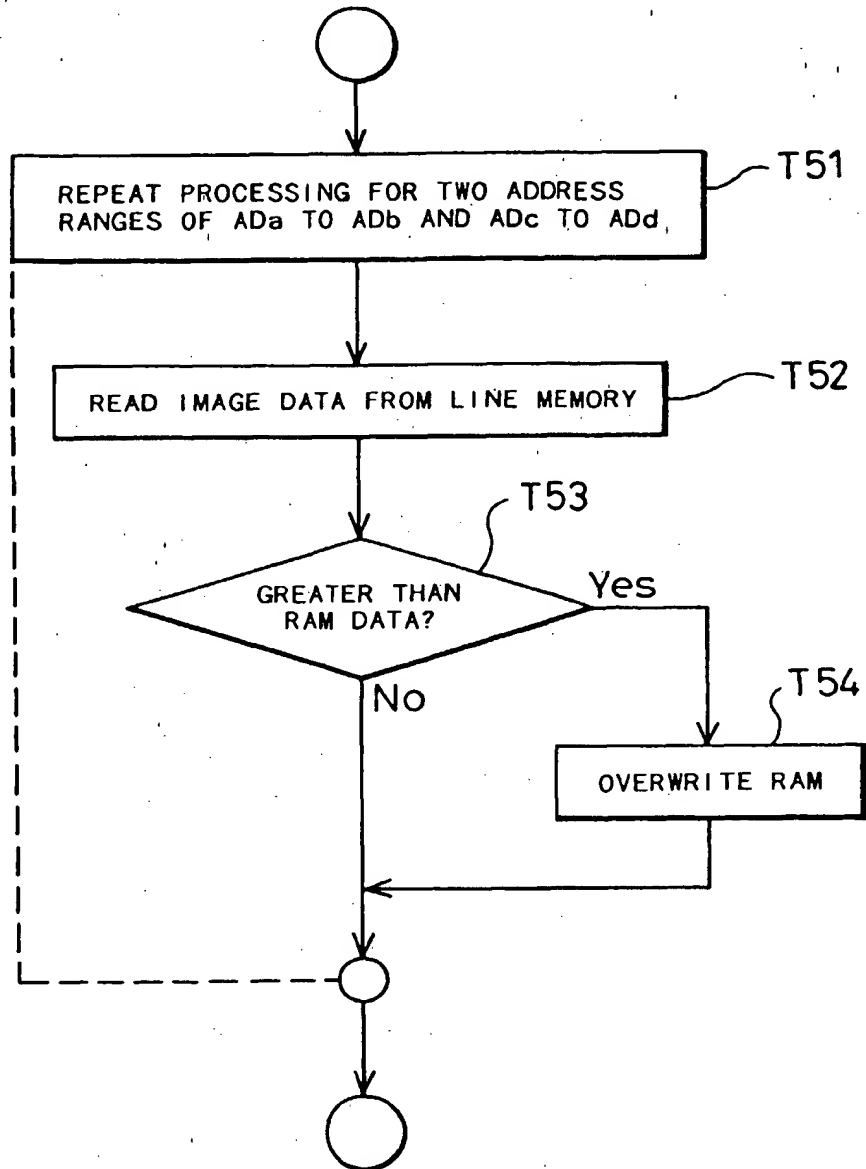 T51
REPEAT PROCESSING FOR TWO ADDRESS
RANGES OF ADa TO ADb AND ADc TO ADd
T52
READ IMAGE DATA FROM LINE MEMORY
T53
GREATER THAN
RAM DATA?
Yes
No
T54
OVERWRITE RAM